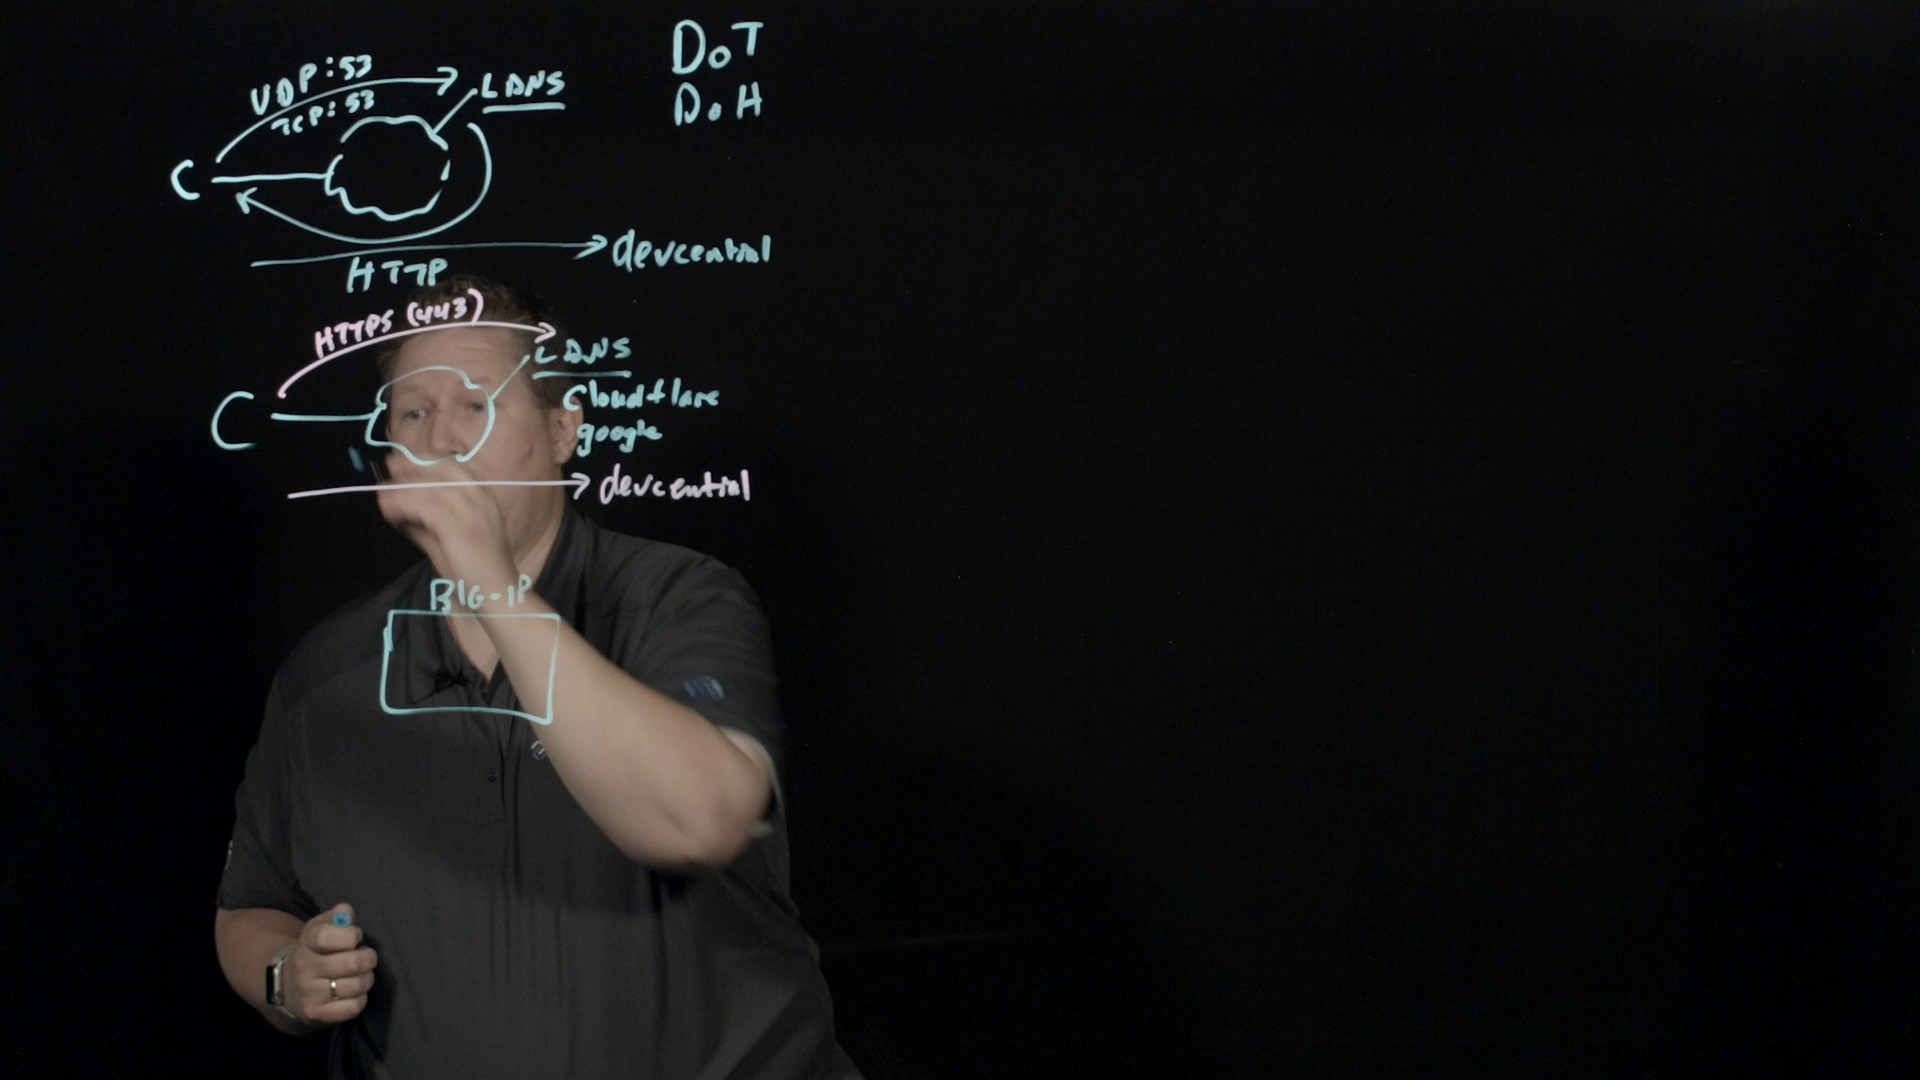 DoT
DoH
UDP:53
TCP:53
LDNS
C
HTTP
devcentral
HTTPS (443)
LDNS
C
Cloudflare
google
devcentral
BIG-IP